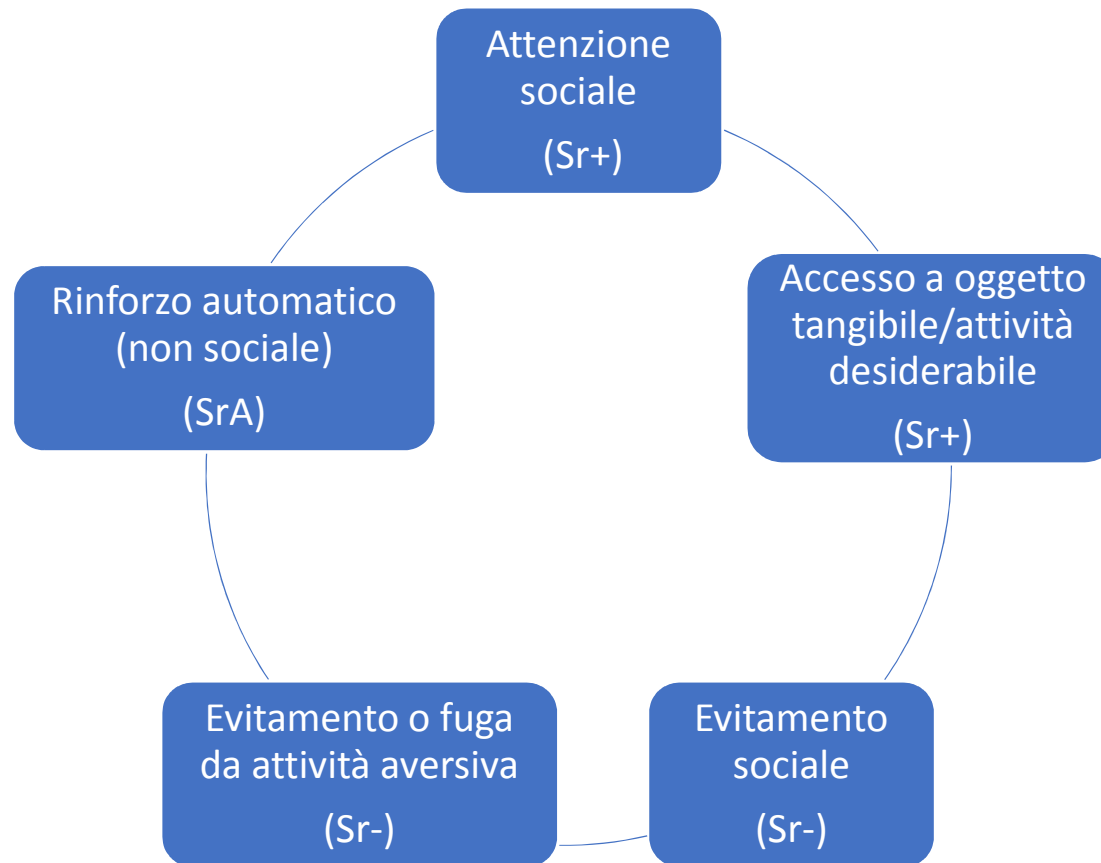 Attenzione
sociale
(Sr+)
Accesso a oggetto
tangibile/attività
desiderabile
(Sr+)
Evitamento
sociale
(Sr-)
Evitamento o fuga
da attività aversiva
(Sr-)
Rinforzo automatico
(non sociale)
(SrA)